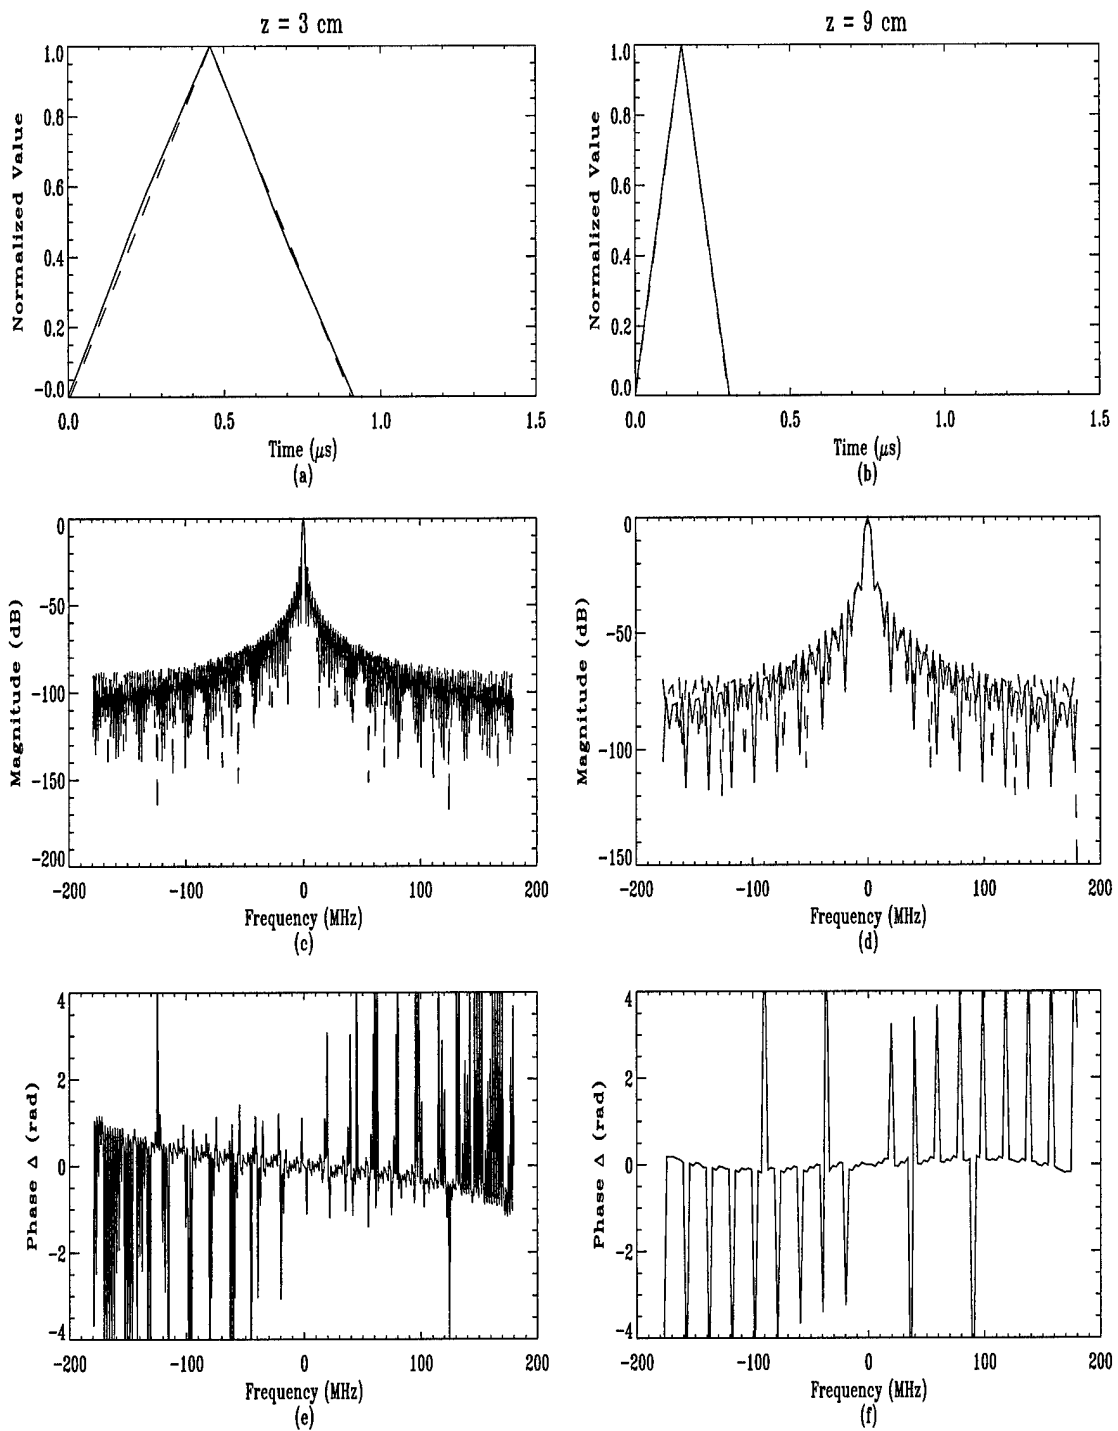 z = 3 cm
1.0
0.8
0.6
0.4
0.2
-0.0
Normalized Value
0.0 0.5 1.0 1.5
Time (μs)
(a)
z = 9 cm
1.0
0.8
0.6
0.4
0.2
0.0
Normalized Value
0.0 0.5 1.0 1.5
Time (μs)
(b)
0
-50
-100
-150
-200
Magnitude (dB)
-200 -100 0 100 200
Frequency (MHz)
(c)
0
-50
-100
-150
Magnitude (dB)
-200 -100 0 100 200
Frequency (MHz)
(d)
4
2
0
-2
-4
Phase Δ (rad)
-200 -100 0 100 200
Frequency (MHz)
(e)
4
2
0
-2
-4
Phase Δ (rad)
-200 -100 0 100 200
Frequency (MHz)
(f)